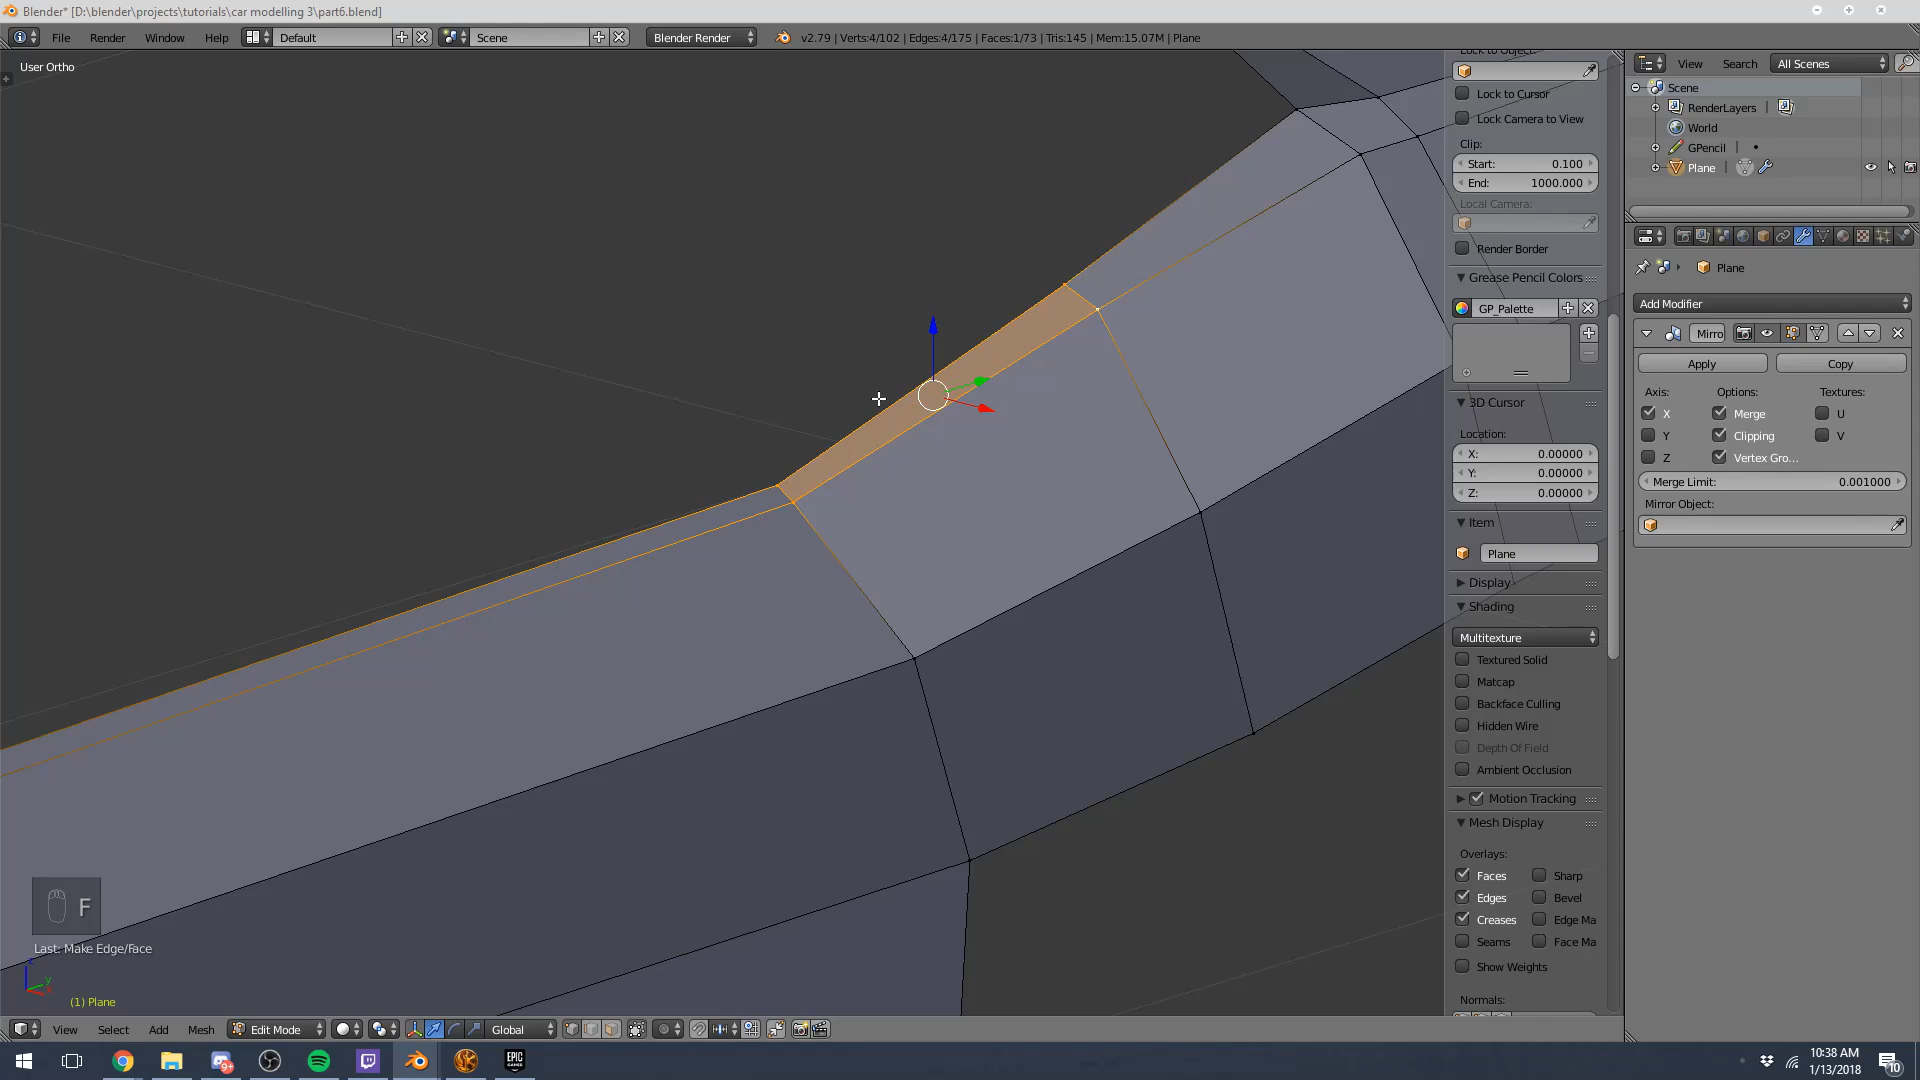 Blender* [D:\blender\projects\tutorials\car modelling 3\part6.blend]
File Render Window Help Default Scene Blender Render v2.79 | Verts:4/102 | Edges:4/175 | Faces:1/73 | Tris:145 | Mem:15.07M | Plane
User Ortho
Lock to Object:
Lock to Cursor
Lock Camera to View
Clip:
Start: 0.100
End: 1000.000
Local Camera:
Render Border
Grease Pencil Colors
GP_Palette
3D Cursor
Location:
X: 0.00000
Y: 0.00000
Z: 0.00000
Item
Plane
Display
Shading
Multitexture
Textured Solid
Matcap
Backface Culling
Hidden Wire
Depth Of Field
Ambient Occlusion
Motion Tracking
Mesh Display
Overlays:
Faces Sharp
Edges Bevel
Creases Edge Ma
Seams Face Ma
Show Weights
Normals:
View Search All Scenes
Scene
RenderLayers |
World
GPencil |
Plane |
Plane
Add Modifier
Mirro
Apply Copy
Axis: Options: Textures:
X Merge U
Y Clipping V
Z Vertex Gro...
Merge Limit: 0.001000
Mirror Object:
F
Last: Make Edge/Face
z
y
x
(1) Plane
View Select Add Mesh Edit Mode Global
9+
EPIC
GAMES
10:38 AM
1/13/2018
10